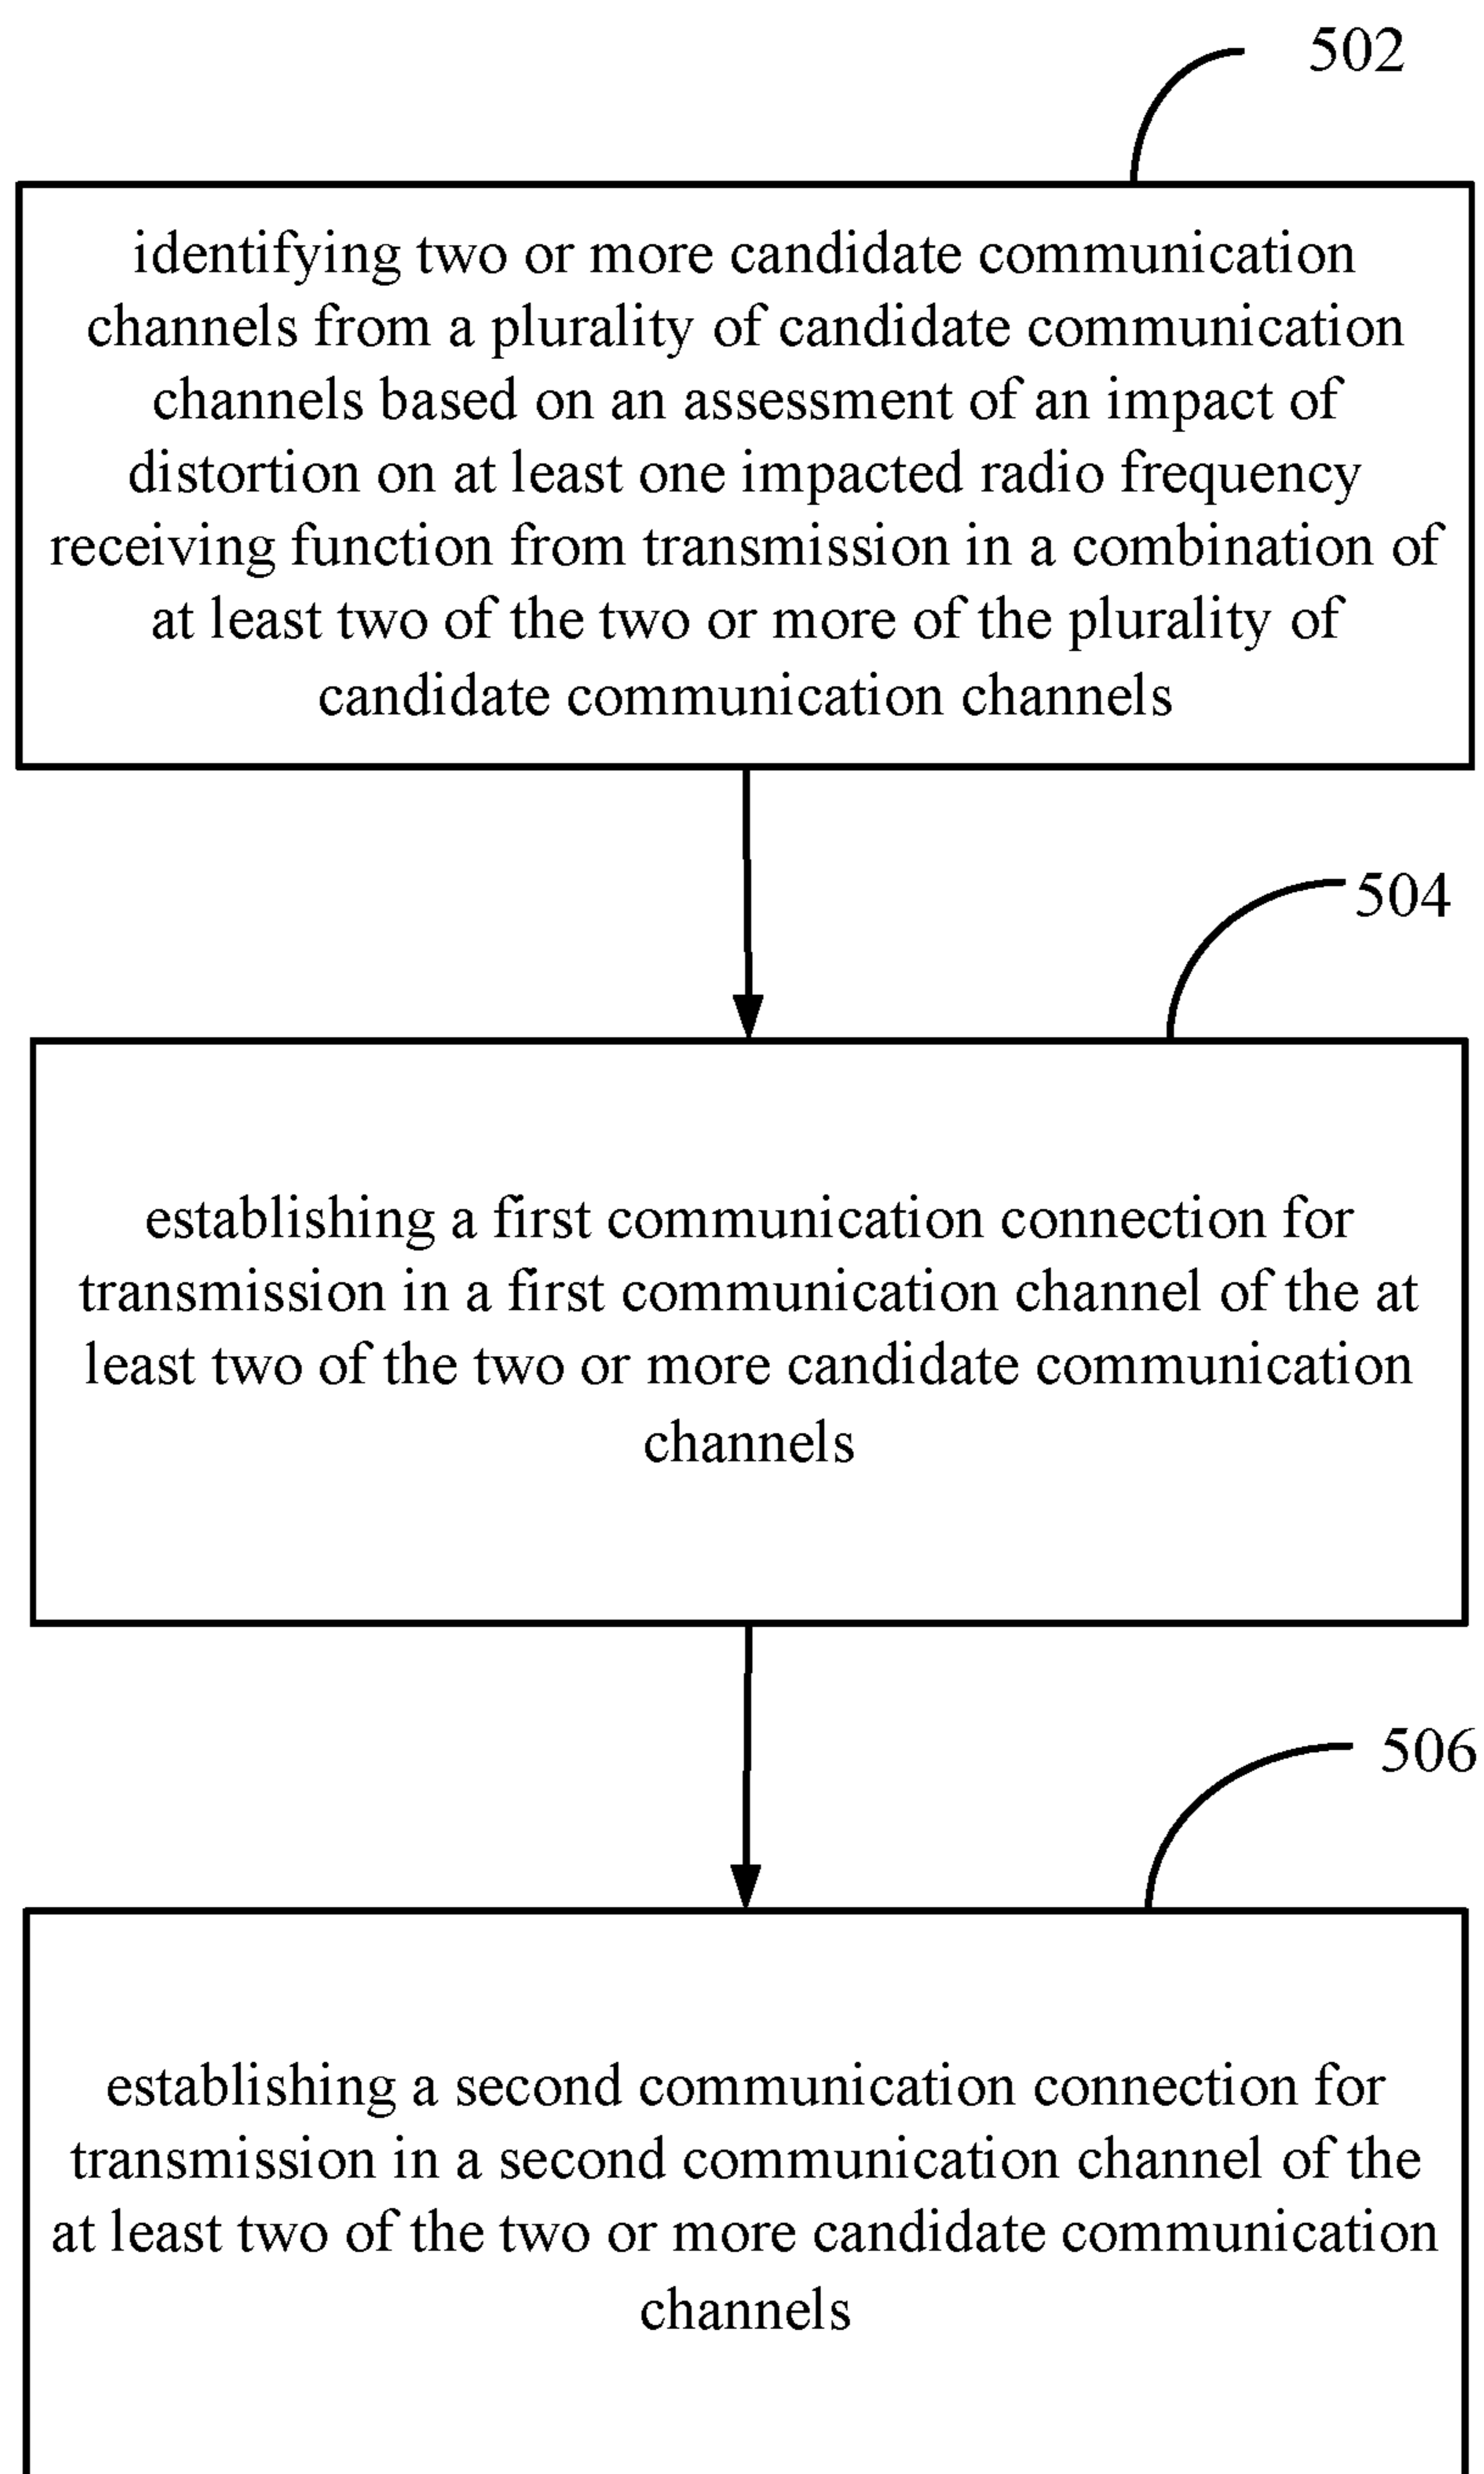 502
identifying two or more candidate communication
channels from a plurality of candidate communication
channels based on an assessment of an impact of
distortion on at least one impacted radio frequency
receiving function from transmission in a combination of
at least two of the two or more of the plurality of
candidate communication channels
504
establishing a first communication connection for
transmission in a first communication channel of the at
least two of the two or more candidate communication
channels
506
establishing a second communication connection for
transmission in a second communication channel of the
at least two of the two or more candidate communication
channels